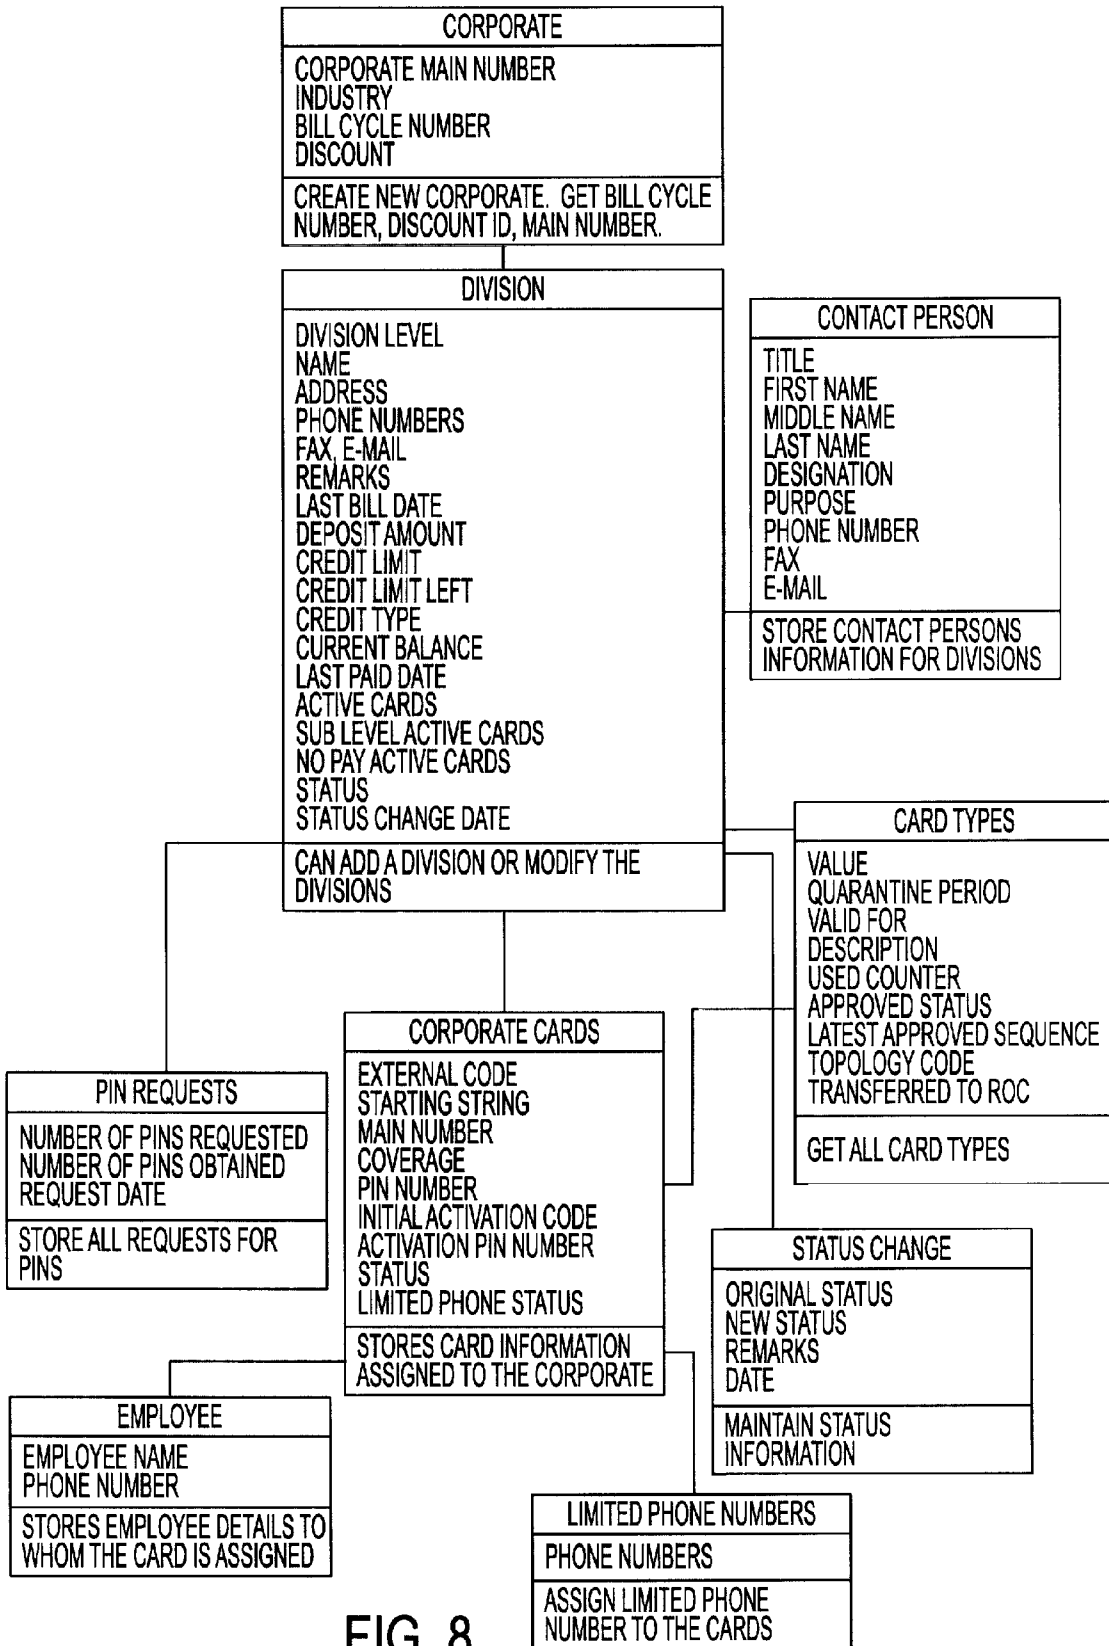 CORPORATE
CORPORATE MAIN NUMBER
INDUSTRY
BILL CYCLE NUMBER
DISCOUNT
CREATE NEW CORPORATE. GET BILL CYCLE
NUMBER, DISCOUNT ID, MAIN NUMBER.
DIVISION
DIVISION LEVEL
NAME
ADDRESS
PHONE NUMBERS
FAX, E-MAIL
REMARKS
LAST BILL DATE
DEPOSIT AMOUNT
CREDIT LIMIT
CREDIT LIMIT LEFT
CREDIT TYPE
CURRENT BALANCE
LAST PAID DATE
ACTIVE CARDS
SUB LEVEL ACTIVE CARDS
NO PAY ACTIVE CARDS
STATUS
STATUS CHANGE DATE
CAN ADD A DIVISION OR MODIFY THE
DIVISIONS
CONTACT PERSON
TITLE
FIRST NAME
MIDDLE NAME
LAST NAME
DESIGNATION
PURPOSE
PHONE NUMBER
FAX
E-MAIL
STORE CONTACT PERSONS
INFORMATION FOR DIVISIONS
CARD TYPES
VALUE
QUARANTINE PERIOD
VALID FOR
DESCRIPTION
USED COUNTER
APPROVED STATUS
LATEST APPROVED SEQUENCE
TOPOLOGY CODE
TRANSFERRED TO ROC
GET ALL CARD TYPES
CORPORATE CARDS
EXTERNAL CODE
STARTING STRING
MAIN NUMBER
COVERAGE
PIN NUMBER
INITIAL ACTIVATION CODE
ACTIVATION PIN NUMBER
STATUS
LIMITED PHONE STATUS
STORES CARD INFORMATION
ASSIGNED TO THE CORPORATE
PIN REQUESTS
NUMBER OF PINS REQUESTED
NUMBER OF PINS OBTAINED
REQUEST DATE
STORE ALL REQUESTS FOR
PINS
STATUS CHANGE
ORIGINAL STATUS
NEW STATUS
REMARKS
DATE
MAINTAIN STATUS
INFORMATION
EMPLOYEE
EMPLOYEE NAME
PHONE NUMBER
STORES EMPLOYEE DETAILS TO
WHOM THE CARD IS ASSIGNED
LIMITED PHONE NUMBERS
PHONE NUMBERS
ASSIGN LIMITED PHONE
NUMBER TO THE CARDS
FIG. 8